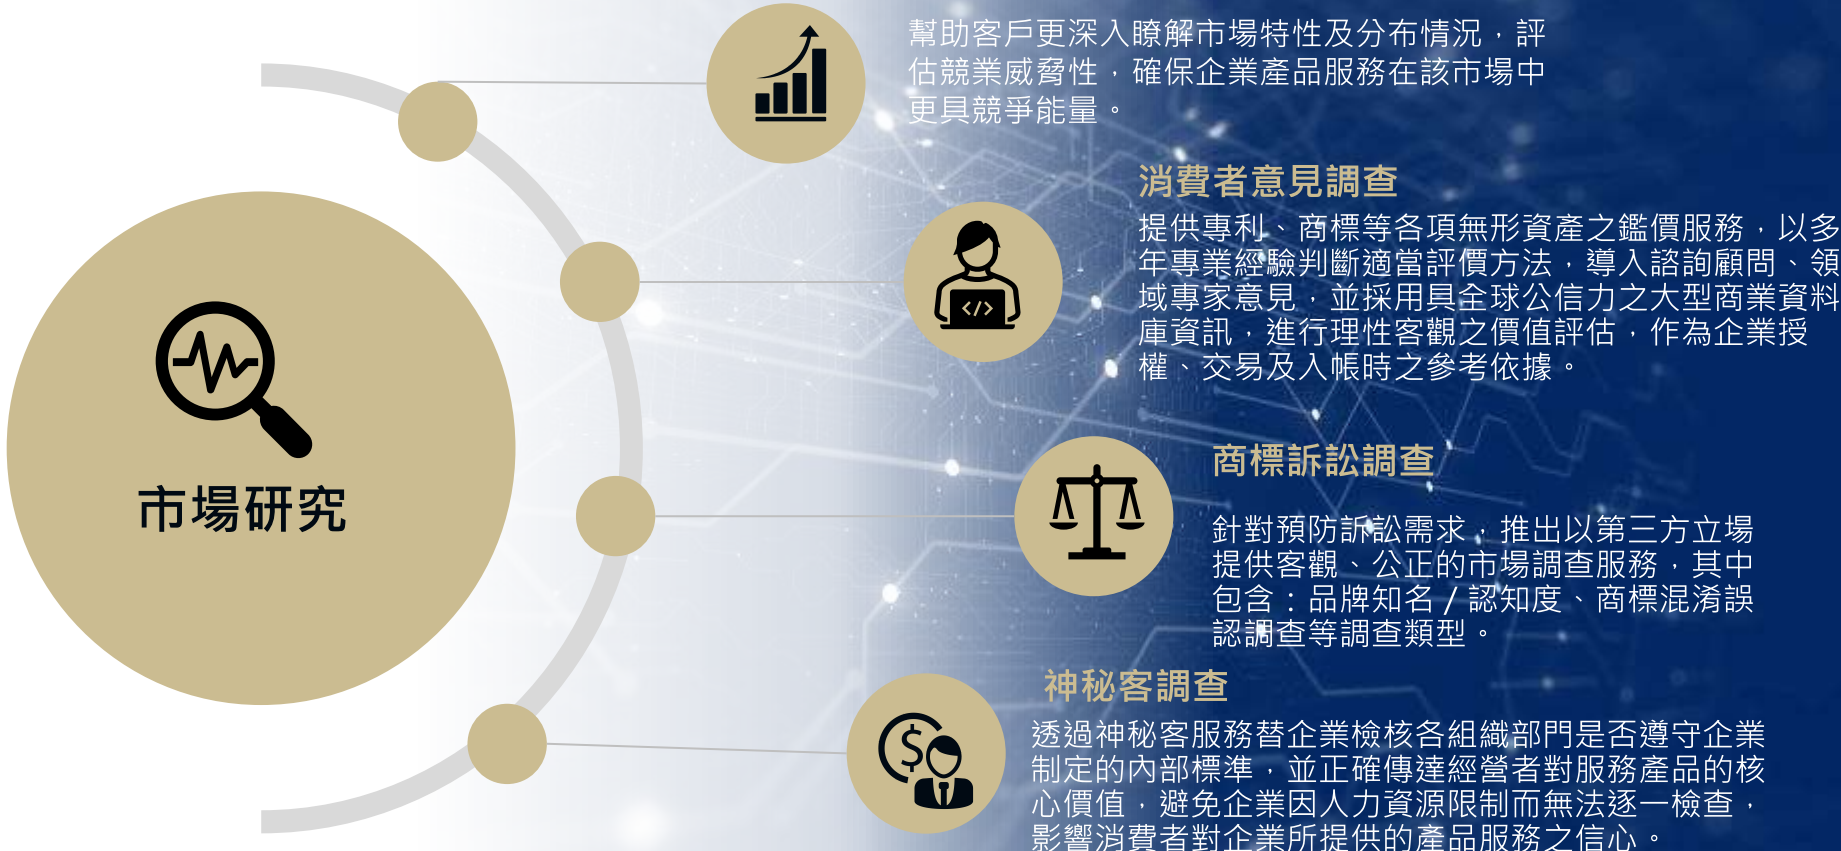 幫助客戶更深入瞭解市場特性及分布情況，評
估競業威脅性，確保企業產品服務在該市場中
更具競爭能量。
消費者意見調查
提供專利、商標等各項無形資產之鑑價服務，以多
年專業經驗判斷適當評價方法，導入諮詢顧問、領
域專家意見，並採用具全球公信力之大型商業資料
庫資訊，進行理性客觀之價值評估，作為企業授
權、交易及入帳時之參考依據。
市場研究
商標訴訟調查
針對預防訴訟需求，推出以第三方立場
提供客觀、公正的市場調查服務，其中
包含：品牌知名/認知度、商標混淆誤
認調查等調查類型。
神秘客調查
透過神秘客服務替企業檢核各組織部門是否遵守企業
制定的內部標準，並正確傳達經營者對服務產品的核
心價值，避免企業因人力資源限制而無法逐一檢查，
影響消費者對企業所提供的產品服務之信心。